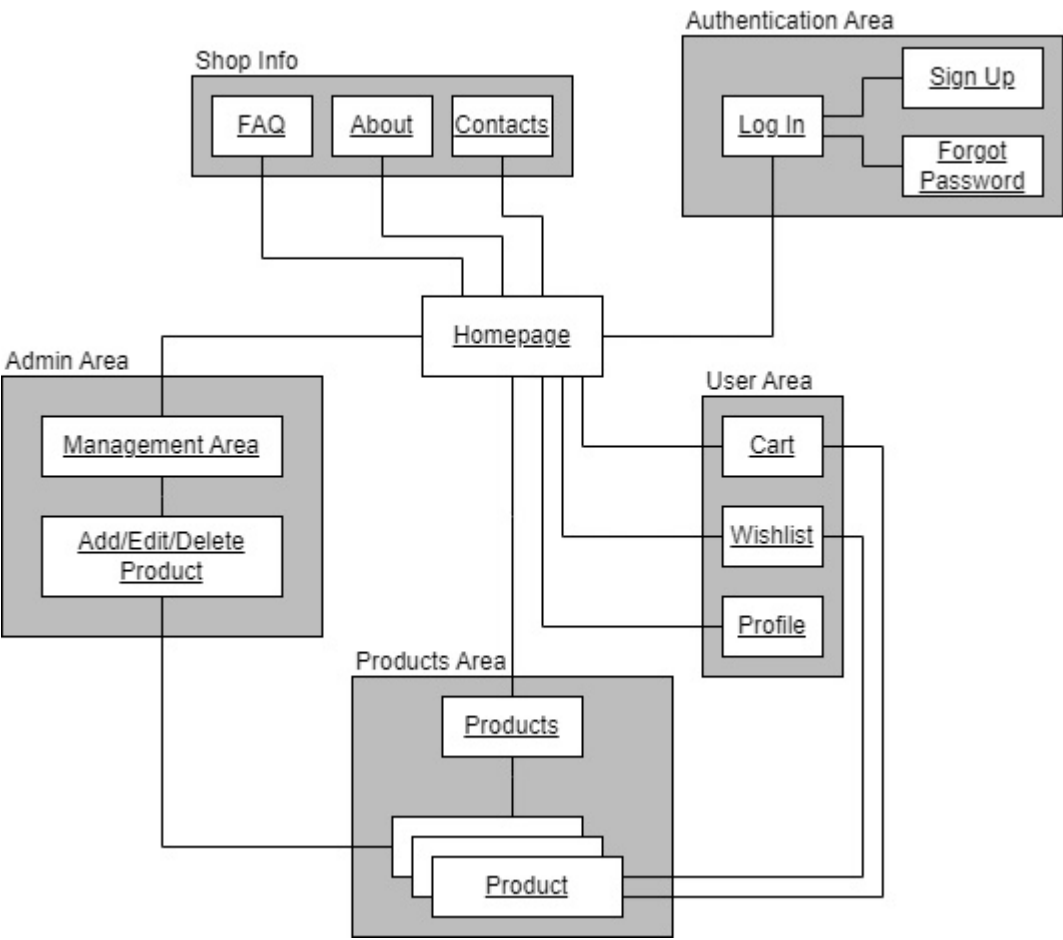 Authentication Area
Shop Info
Sign Up
FAQ
About
Contacts
Log In
Forgot
Password
Homepage
Admin Area
User Area
Management Area
Cart
Add/Edit/Delete
Product
Wishlist
Profile
Products Area
Products
Product